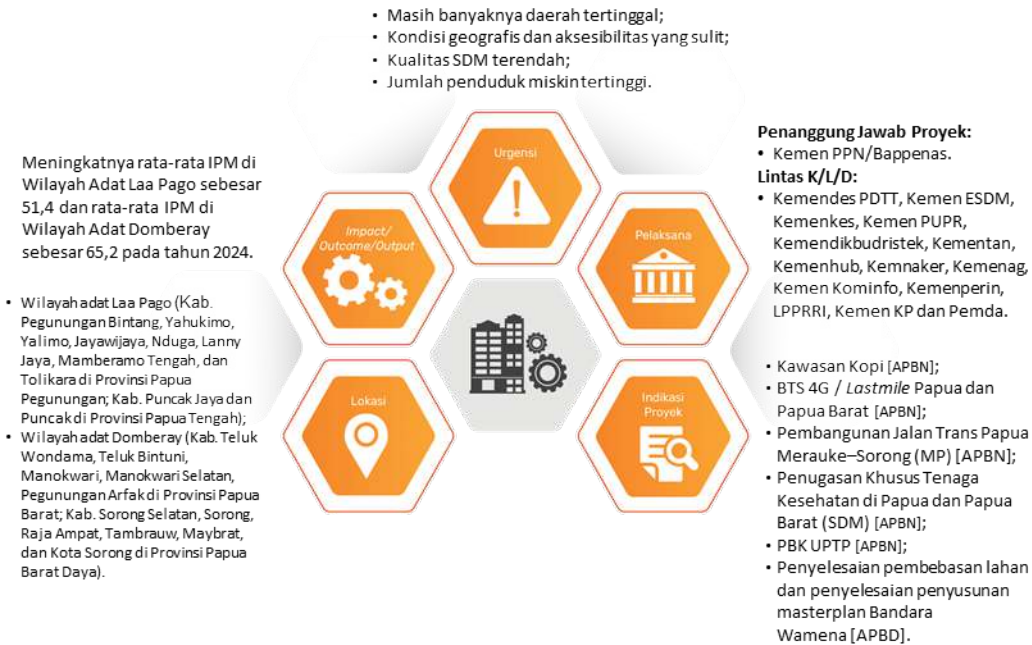 • Masih banyaknya daerah tertinggal;
• Kondisi geografis dan aksesibilitas yang sulit;
• Kualitas SDM terendah;
• Jumlah penduduk miskin tertinggi.
Urgensi
Meningkatnya rata-rata IPM di
Wilayah Adat Laa Pago sebesar
51,4 dan rata-rata IPM di
Wilayah Adat Domberay
sebesar 65,2 pada tahun 2024.
Impact/
Outcome/Output
Pelaksana
Penanggung Jawab Proyek:
• Kemen PPN/Bappenas.
Lintas K/L/D:
• Kemendes PDTT, Kemen ESDM,
Kemenkes, Kemen PUPR,
Kemendikbudristek, Kementan,
Kemenhub, Kemnaker, Kemenag,
Kemen Kominfo, Kemenperin,
LPPRRI, Kemen KP dan Pemda.
• Wilayah adat Laa Pago (Kab.
Pegunungan Bintang, Yahukimo,
Yalimo, Jayawijaya, Nduga, Lanny
Jaya, Mamberamo Tengah, dan
Tolikara di Provinsi Papua
Pegunungan; Kab. Puncak Jaya dan
Puncak di Provinsi Papua Tengah);
• Wilayah adat Domberay (Kab. Teluk
Wondama, Teluk Bintuni,
Manokwari, Manokwari Selatan,
Pegunungan Arfak di Provinsi Papua
Barat; Kab. Sorong Selatan, Sorong,
Raja Ampat, Tambrauw, Maybrat,
dan Kota Sorong di Provinsi Papua
Barat Daya).
Lokasi
Indikasi
Proyek
• Kawasan Kopi [APBN];
• BTS 4G / Lastmile Papua dan
Papua Barat [APBN];
• Pembangunan Jalan Trans Papua
Merauke–Sorong (MP) [APBN];
• Penugasan Khusus Tenaga
Kesehatan di Papua dan Papua
Barat (SDM) [APBN];
• PBK UPTP [APBN];
• Penyelesaian pembebasan lahan
dan penyelesaian penyusunan
masterplan Bandara
Wamena [APBD].